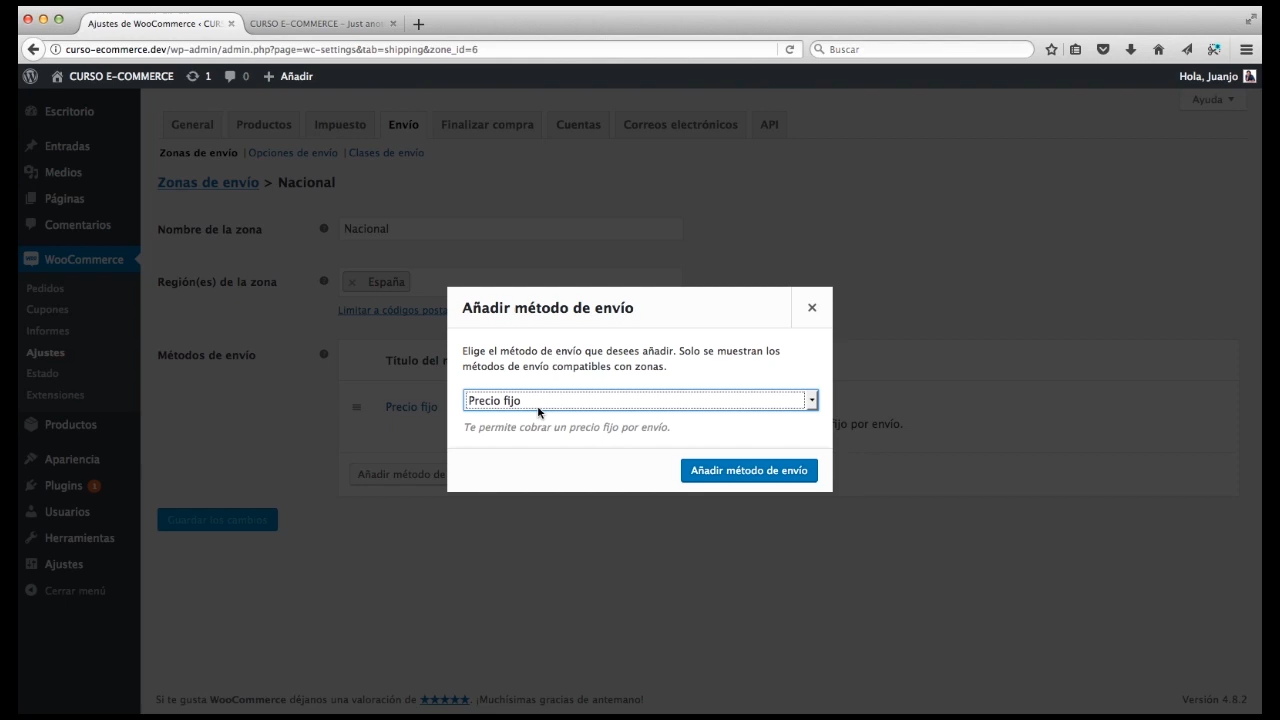 Ajustes de WooCommerce ‹ CUR
CURSO E-COMMERCE – Just ano
curso-ecommerce.dev/wp-admin/admin.php?page=wc-settings&tab=shipping&zone_id=6
Buscar
CURSO E-COMMERCE 1 0 Añadir
Hola, Juanjo
Ayuda
Escritorio
Entradas
Medios
Páginas
Comentarios
WooCommerce
Pedidos
Cupones
Informes
Ajustes
Estado
Extensiones
Productos
Apariencia
Plugins 1
Usuarios
Herramientas
Ajustes
Cerrar menú
General Productos Impuesto Envío Finalizar compra Cuentas Correos electrónicos API
Zonas de envío | Opciones de envío | Clases de envío
Zonas de envío > Nacional
Nombre de la zona
Nacional
Región(es) de la zona
× España
Limitar a códigos posta
Métodos de envío
Título del
Precio fijo
ijo por envío.
Añadir método de
Guardar los cambios
Añadir método de envío
Elige el método de envío que desees añadir. Solo se muestran los
métodos de envío compatibles con zonas.
Precio fijo
Te permite cobrar un precio fijo por envío.
Añadir método de envío
Si te gusta WooCommerce déjanos una valoración de ★★★★★. ¡Muchísimas gracias de antemano!
Versión 4.8.2